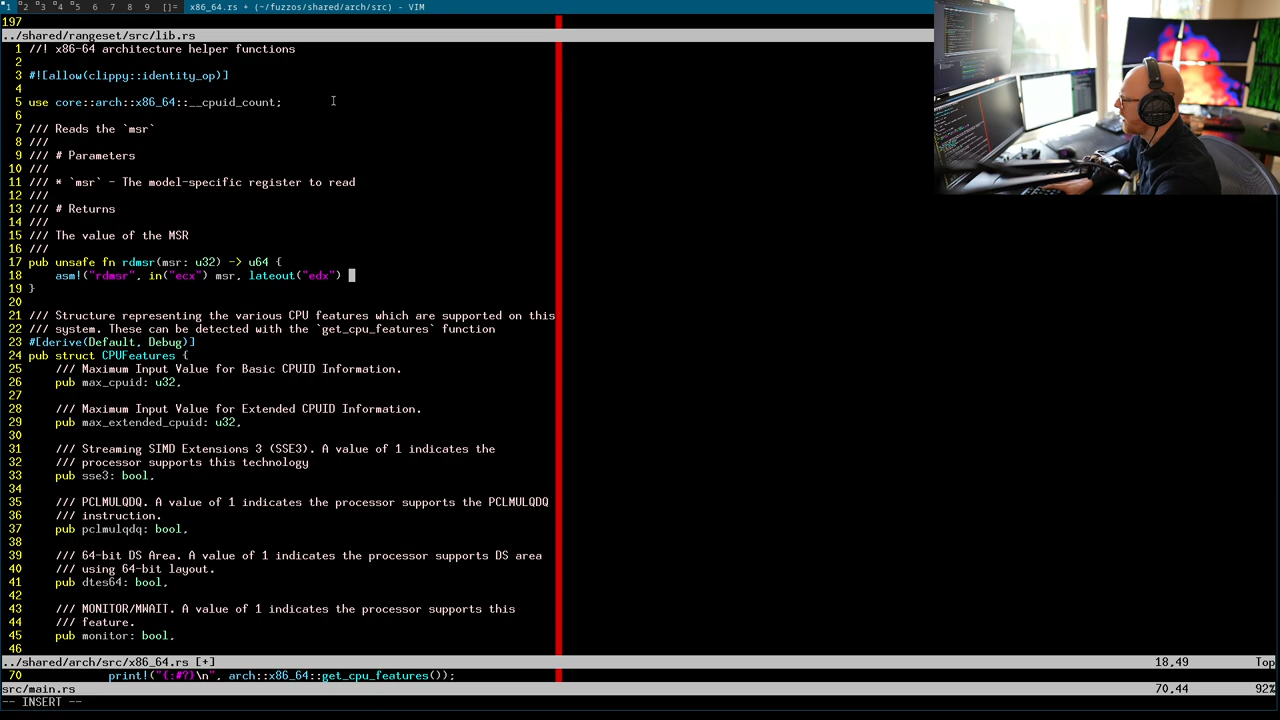 1 2 3 4 5 6 7 8 9 []= x86_64.rs + (~/fuzzos/shared/arch/src) - VIM
197
../shared/rangeset/src/lib.rs
1 //! x86-64 architecture helper functions
2
3 #![allow(clippy::identity_op)]
4
5 use core::arch::x86_64::__cpuid_count;
6
7 /// Reads the `msr`
8 ///
9 /// # Parameters
10 ///
11 /// * `msr` - The model-specific register to read
12 ///
13 /// # Returns
14 ///
15 /// The value of the MSR
16 ///
17 pub unsafe fn rdmsr(msr: u32) -> u64 {
18     asm!("rdmsr", in("ecx") msr, lateout("edx")
19 }
20
21 /// Structure representing the various CPU features which are supported on this
22 /// system. These can be detected with the `get_cpu_features` function
23 #[derive(Default, Debug)]
24 pub struct CPUFeatures {
25     /// Maximum Input Value for Basic CPUID Information.
26     pub max_cpuid: u32,
27
28     /// Maximum Input Value for Extended CPUID Information.
29     pub max_extended_cpuid: u32,
30
31     /// Streaming SIMD Extensions 3 (SSE3). A value of 1 indicates the
32     /// processor supports this technology
33     pub sse3: bool,
34
35     /// PCLMULQDQ. A value of 1 indicates the processor supports the PCLMULQDQ
36     /// instruction.
37     pub pclmulqdq: bool,
38
39     /// 64-bit DS Area. A value of 1 indicates the processor supports DS area
40     /// using 64-bit layout.
41     pub dtes64: bool,
42
43     /// MONITOR/MWAIT. A value of 1 indicates the processor supports this
44     /// feature.
45     pub monitor: bool,
46
../shared/arch/src/x86_64.rs [+] 18,49 Top
70             print!("{:#?}\n", arch::x86_64::get_cpu_features());
src/main.rs 70,44 92%
-- INSERT --